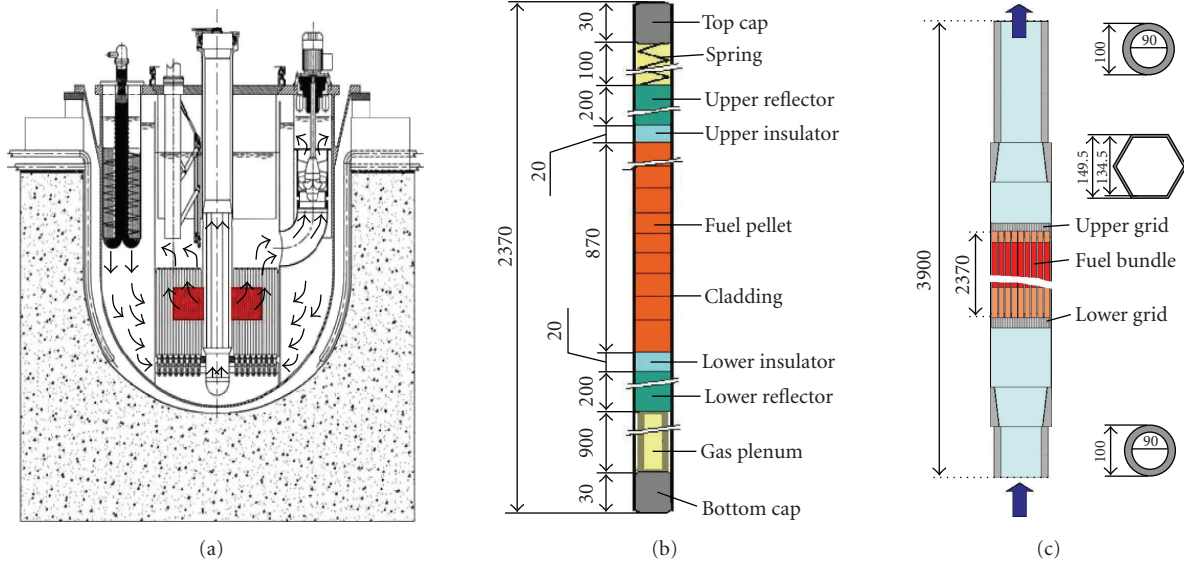 2370
30
100
200
20
870
20
200
900
30
Top cap
Spring
Upper reflector
Upper insulator
Fuel pellet
Cladding
Lower insulator
Lower reflector
Gas plenum
Bottom cap
3900
2370
100
90
149.5
134.5
Upper grid
Fuel bundle
Lower grid
100
90
(a)
(b)
(c)